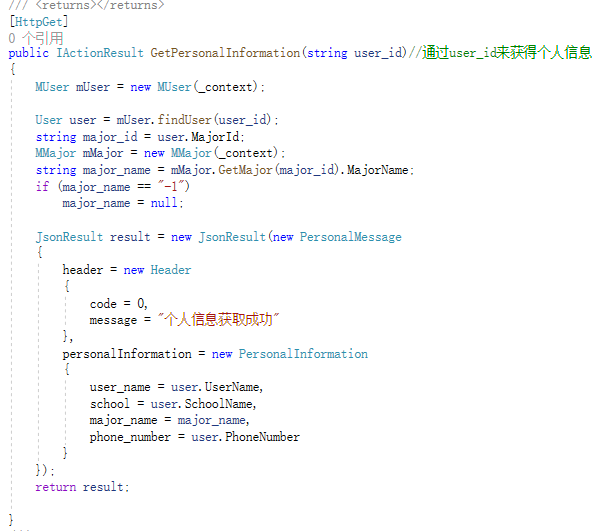 /// <returns></returns>
[HttpGet]
0 个引用
public IActionResult GetPersonalInformation(string user_id)//通过user_id来获得个人信息
{
MUser mUser = new MUser(_context);
User user = mUser.findUser(user_id);
string major_id = user.MajorId;
MMajor mMajor = new MMajor(_context);
string major_name = mMajor.GetMajor(major_id).MajorName;
if (major_name == "-1")
major_name = null;
JsonResult result = new JsonResult(new PersonalMessage
{
header = new Header
{
code = 0,
message = "个人信息获取成功"
},
personalInformation = new PersonalInformation
{
user_name = user.UserName,
school = user.SchoolName,
major_name = major_name,
phone_number = user.PhoneNumber
}
});
return result;
}